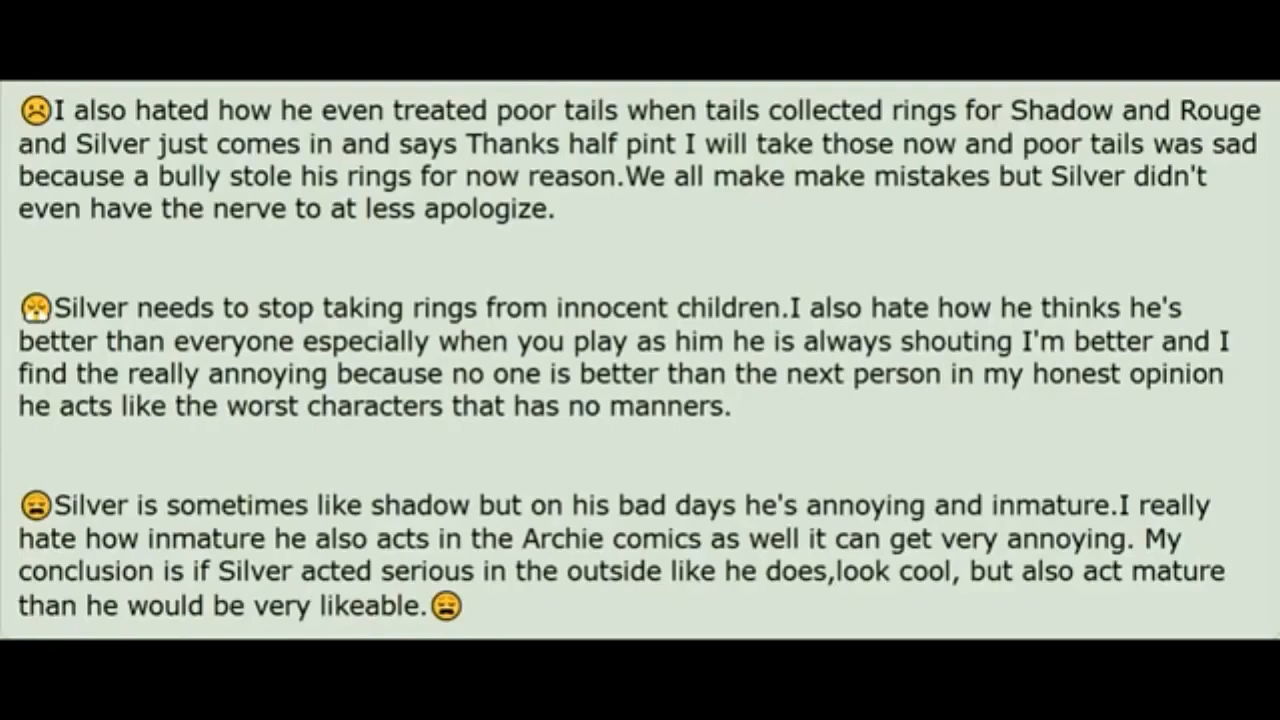 ☹️I also hated how he even treated poor tails when tails collected rings for Shadow and Rouge
and Silver just comes in and says Thanks half pint I will take those now and poor tails was sad
because a bully stole his rings for now reason.We all make make mistakes but Silver didn't
even have the nerve to at less apologize.
😤Silver needs to stop taking rings from innocent children.I also hate how he thinks he's
better than everyone especially when you play as him he is always shouting I'm better and I
find the really annoying because no one is better than the next person in my honest opinion
he acts like the worst characters that has no manners.
😩Silver is sometimes like shadow but on his bad days he's annoying and inmature.I really
hate how inmature he also acts in the Archie comics as well it can get very annoying. My
conclusion is if Silver acted serious in the outside like he does,look cool, but also act mature
than he would be very likeable.😩